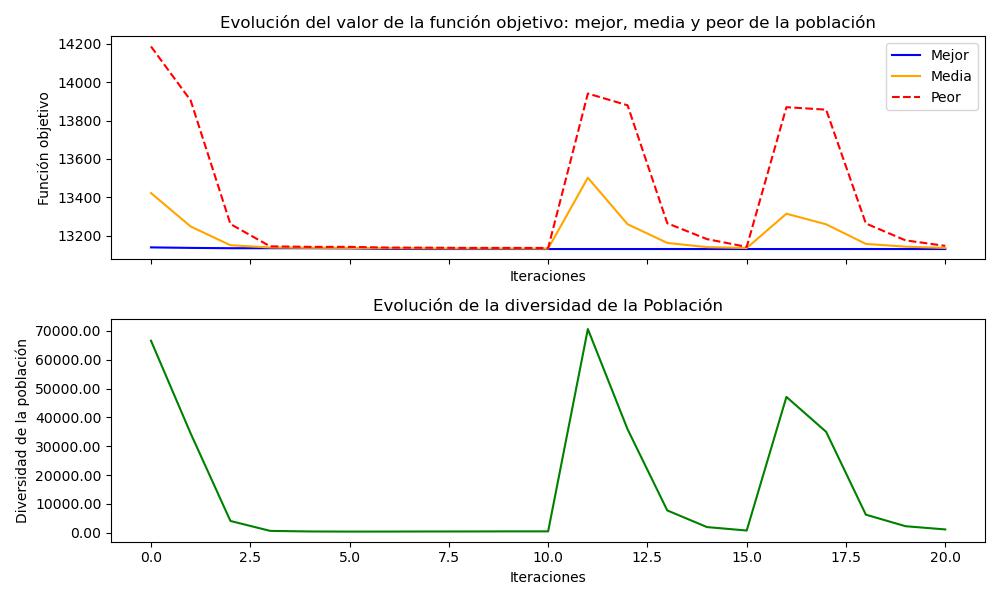 Evolución del valor de la función objetivo: mejor, media y peor de la población
14200
14000
13800
13600
13400
13200
Función objetivo
Mejor
Media
Peor
Iteraciones
Evolución de la diversidad de la Población
70000.00
60000.00
50000.00
40000.00
30000.00
20000.00
10000.00
0.00
Diversidad de la población
0.0 2.5 5.0 7.5 10.0 12.5 15.0 17.5 20.0
Iteraciones